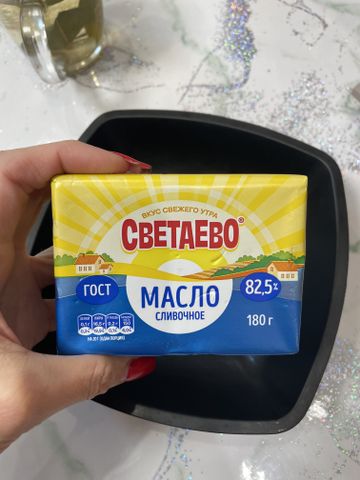 ВКУС СВЕЖЕГО УТРА
СВЕТАЕВО®
ГОСТ
МАСЛО
СЛИВОЧНОЕ
82,5%
180 г